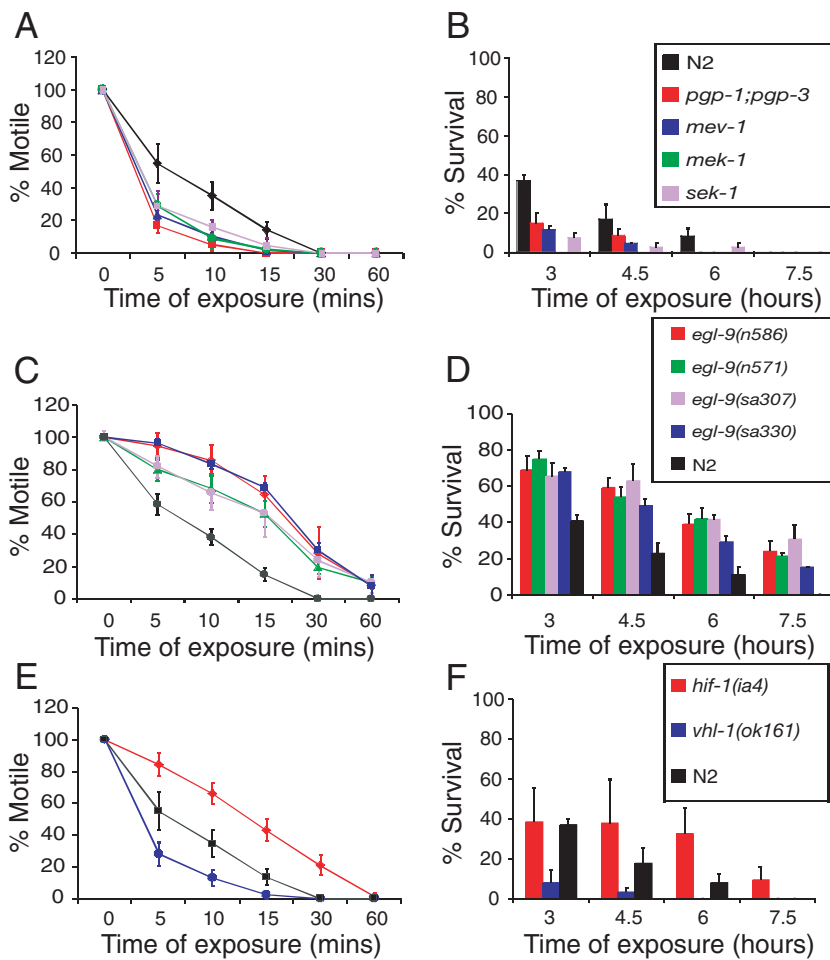 A
120
100
80
60
40
20
0
% Motile
0 5 10 15 30 60
Time of exposure (mins)
B
100
80
60
40
20
0
% Survival
N2
pgp-1;pgp-3
mev-1
mek-1
sek-1
3 4.5 6 7.5
Time of exposure (hours)
C
120
100
80
60
40
20
0
% Motile
0 5 10 15 30 60
Time of exposure (mins)
egl-9(n586)
egl-9(n571)
egl-9(sa307)
egl-9(sa330)
N2
D
100
80
60
40
20
0
% Survival
3 4.5 6 7.5
Time of exposure (hours)
E
120
100
80
60
40
20
0
% Motile
0 5 10 15 30 60
Time of exposure (mins)
F
100
80
60
40
20
0
% Survival
hif-1(ia4)
vhl-1(ok161)
N2
3 4.5 6 7.5
Time of exposure (hours)